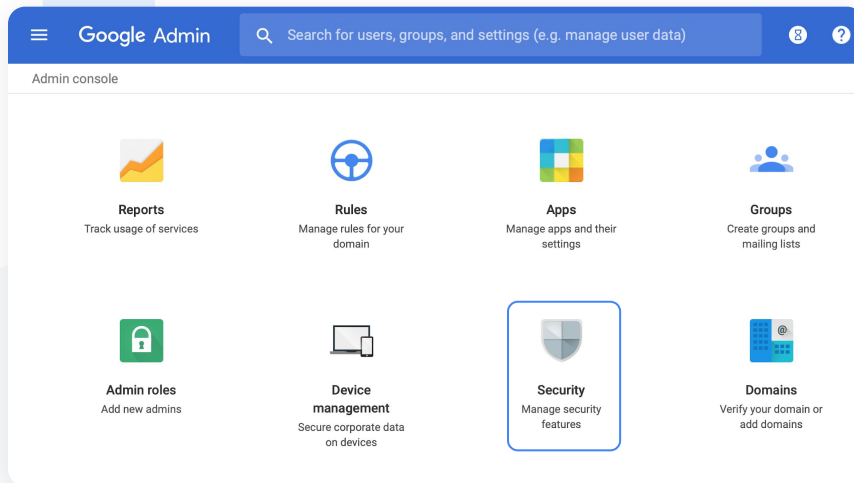 Google Admin
Search for users, groups, and settings (e.g. manage user data)
?
Admin console
Reports
Track usage of services
Rules
Manage rules for your
domain
Apps
Manage apps and their
settings
Groups
Create groups and
mailing lists
Admin roles
Add new admins
Device
management
Secure corporate data
on devices
Security
Manage security
features
@
Domains
Verify your domain or
add domains